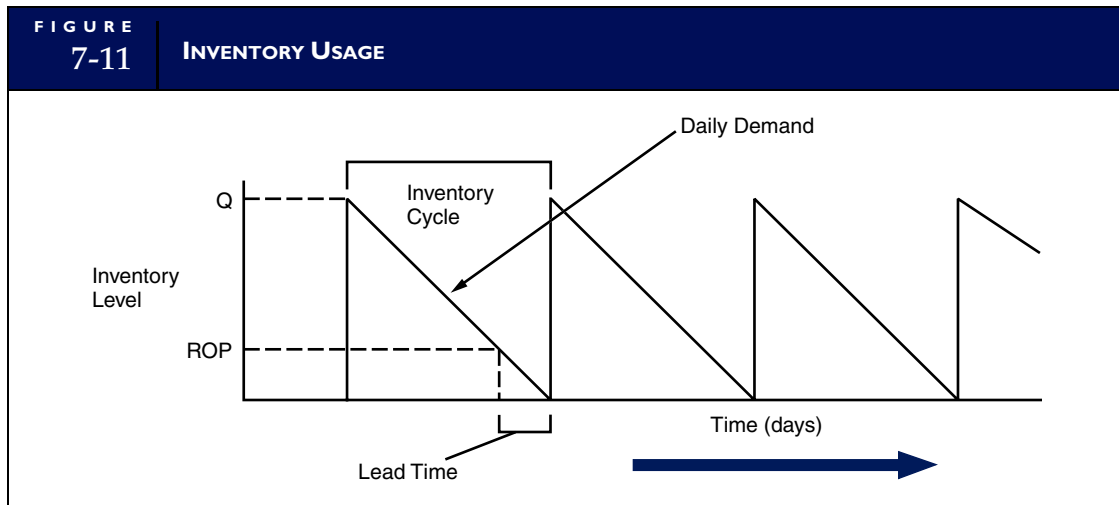 FIGURE
7-11
INVENTORY USAGE
Daily Demand
Q
Inventory
Cycle
Inventory
Level
ROP
Time (days)
Lead Time